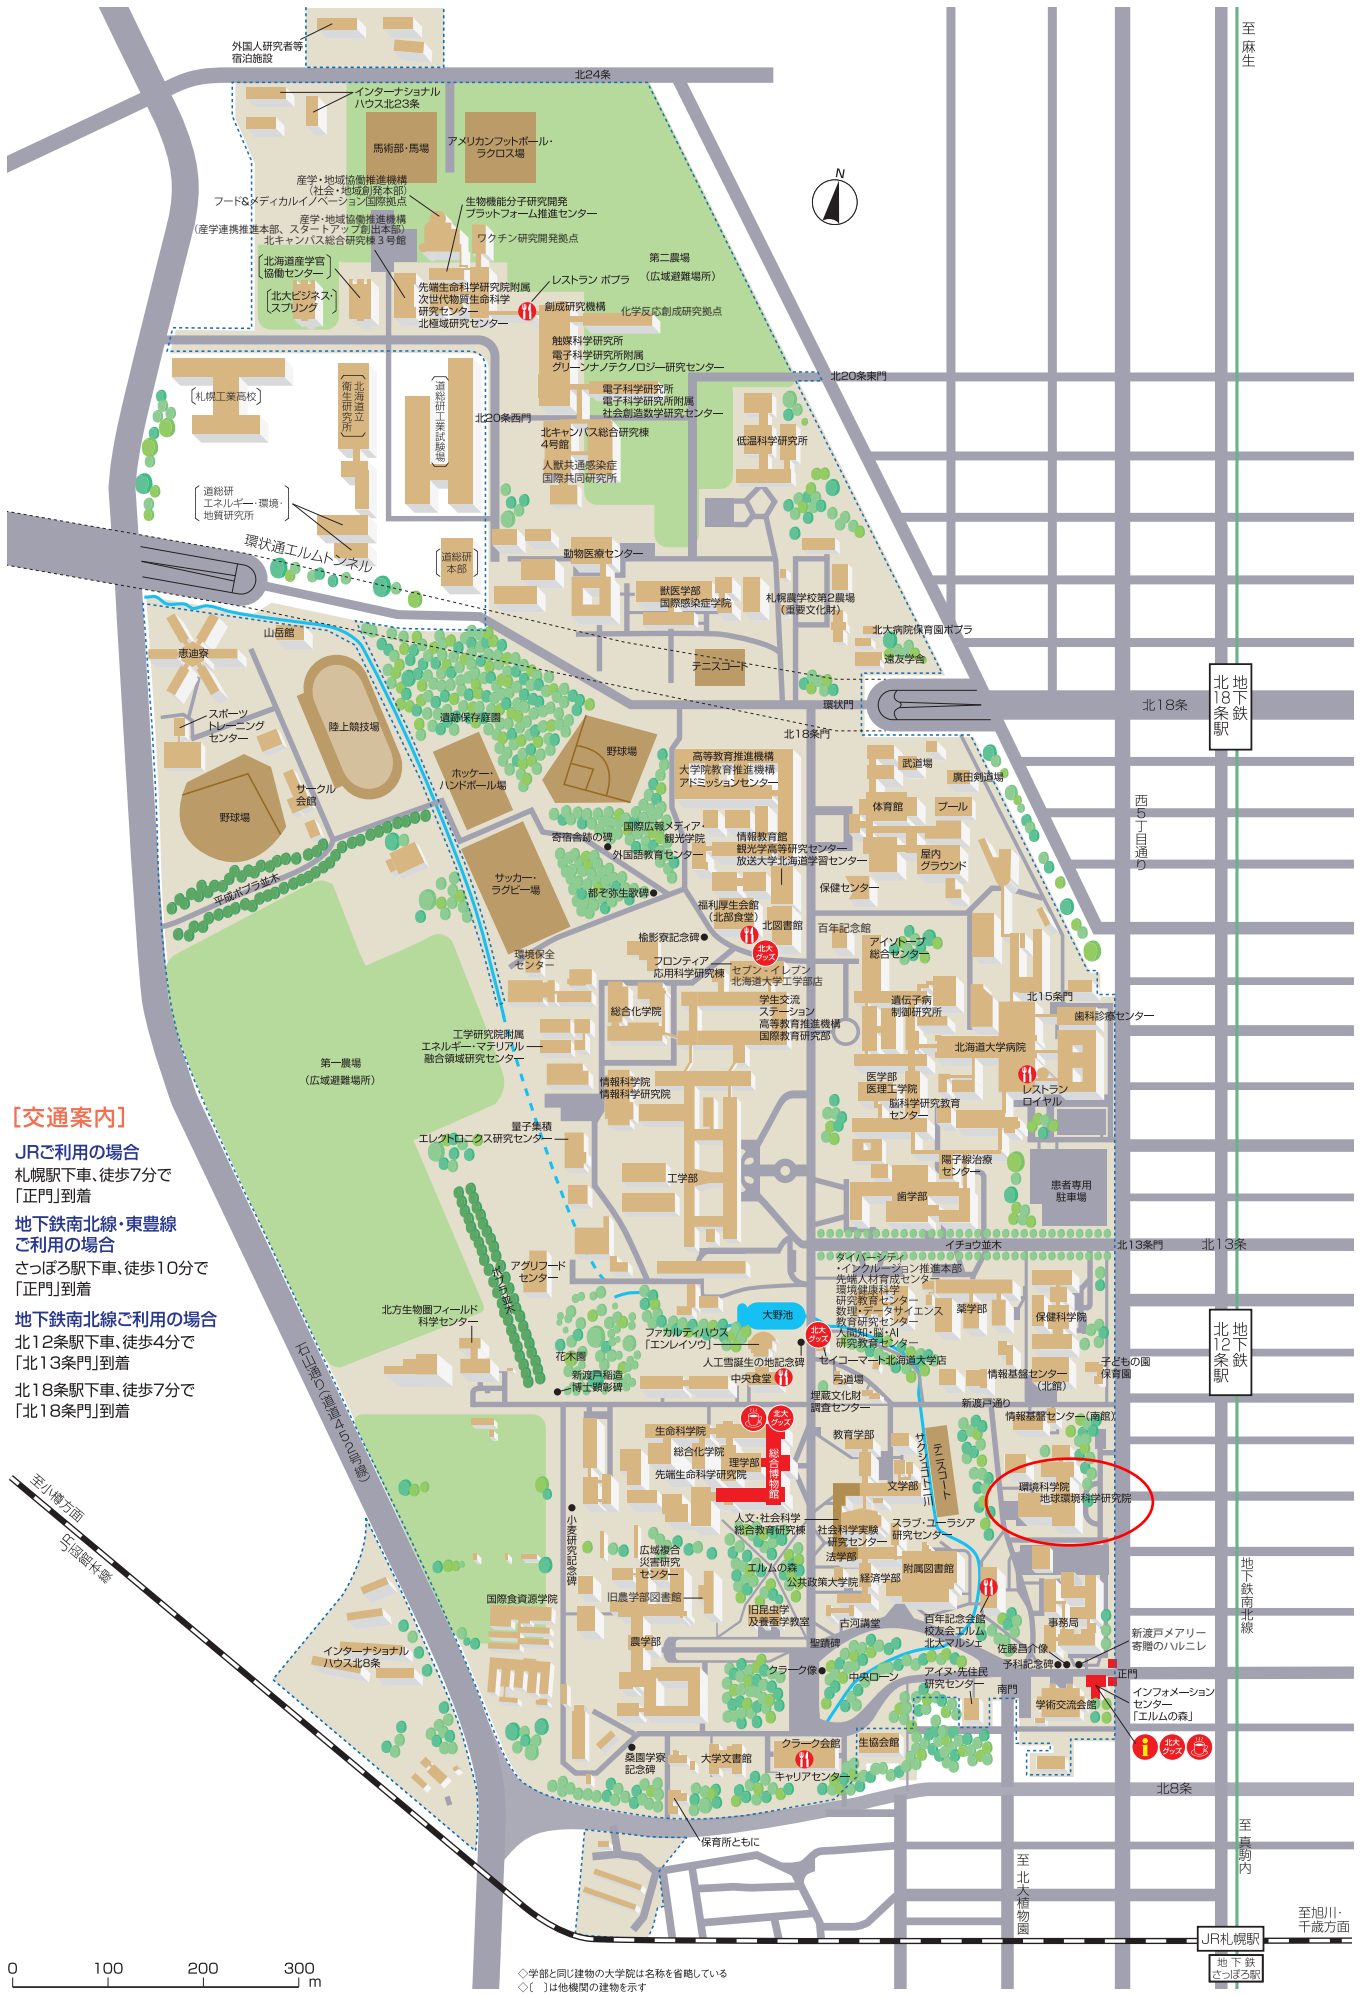 外国人研究者等
宿泊施設
北24条
至 麻生
インターナショナル
ハウス北23条
馬術部・馬場
アメリカンフットボール・
ラクロス場
N
産学・地域協働推進機構
(社会・地域創発本部)
フード&メディカルイノベーション国際拠点
生物機能分子研究開発
プラットフォーム推進センター
産学・地域協働推進機構
(産学連携推進本部、スタートアップ創出本部)
北キャンパス総合研究棟3号館
ワクチン研究開発拠点
第二農場
(広域避難場所)
北海道産学官
協働センター
北大ビジネス・
スプリング
先端生命科学研究院附属
次世代物質生命科学
研究センター
北極域研究センター
レストラン ポプラ
創成研究機構
化学反応創成研究拠点
触媒科学研究所
電子科学研究所附属
グリーンナノテクノロジー研究センター
電子科学研究所
電子科学研究所附属
社会創造数学研究センター
北20条東門
札幌工業高校
北海道立
衛生研究所
道総研工業試験場
北20条西門
北キャンパス総合研究棟
4号館
人獣共通感染症
国際共同研究所
低温科学研究所
道総研
エネルギー・環境・
地質研究所
環状通エルムトンネル
道総研
本部
動物医療センター
獣医学部
国際感染症学院
札幌農学校第2農場
(重要文化財)
北大病院保育園ポプラ
遠友学舎
山岳館
恵迪寮
テニスコート
環状門
北18条
地下鉄
北18条駅
スポーツ
トレーニング
センター
陸上競技場
遺跡保存庭園
野球場
北18条門
高等教育推進機構
大学院教育推進機構
アドミッションセンター
武道場
廣田剣道場
ホッケー・
ハンドボール場
サークル
会館
野球場
体育館
プール
西5丁目通り
国際広報メディア・
観光学院
寄宿舎跡の碑
外国語教育センター
情報教育館
観光学高等研究センター
放送大学北海道学習センター
屋内
グラウンド
サッカー・
ラグビー場
平成ポプラ並木
都ぞ弥生歌碑
保健センター
福利厚生会館
(北部食堂)
北図書館
百年記念館
楡影寮記念碑
北大
グッズ
アイソトープ
総合センター
環境保全
センター
フロンティア
応用科学研究棟
セブン-イレブン
北海道大学工学部店
総合化学院
学生交流
ステーション
高等教育推進機構
国際教育研究部
遺伝子病
制御研究所
北15条門
歯科診療センター
工学研究院附属
エネルギー・マテリアル
融合領域研究センター
北海道大学病院
第一農場
(広域避難場所)
情報科学院
情報科学研究院
医学部
医理工学院
脳科学研究教育
センター
レストラン
ロイヤル
[交通案内]
JRご利用の場合
札幌駅下車、徒歩7分で
「正門」到着
地下鉄南北線・東豊線
ご利用の場合
さっぽろ駅下車、徒歩10分で
「正門」到着
地下鉄南北線ご利用の場合
北12条駅下車、徒歩4分で
「北13条門」到着
北18条駅下車、徒歩7分で
「北18条門」到着
量子集積
エレクトロニクス研究センター
工学部
陽子線治療
センター
歯学部
患者専用
駐車場
イチョウ並木
北13条門
北13条
アグリフード
センター
ポプラ並木
ダイバーシティ
・インクルージョン推進本部
先端人材育成センター
環境健康科学
研究教育センター
数理・データサイエンス
教育研究センター
人間知・脳・AI
研究教育センター
薬学部
保健科学院
地下鉄
北12条駅
北方生物圏フィールド
科学センター
大野池
北大
グッズ
ファカルティハウス
「エンレイソウ」
花木園
人工雪誕生の地記念碑
中央食堂
セイコーマート北海道大学店
弓道場
情報基盤センター
(北館)
子どもの園
保育園
新渡戸稲造
博士顕彰碑
埋蔵文化財
調査センター
新渡戸通り
情報基盤センター(南館)
石山通り(道道452号線)
北大
グッズ
生命科学院
総合化学院
理学部
先端生命科学研究院
総合博物館
教育学部
サクシュコトニ川
テニスコート
文学部
環境科学院
地球環境科学研究院
至小樽方面
JR函館本線
小麦研究記念碑
人文・社会科学
総合教育研究棟
社会科学実験
研究センター
スラブ・ユーラシア
研究センター
法学部
広域複合
災害研究
センター
エルムの森
公共政策大学院
経済学部
附属図書館
地下鉄南北線
国際食資源学院
旧農学部図書館
旧昆虫学
及養蚕学教室
古河講堂
百年記念会館
校友会エルム
北大マルシェ
事務局
農学部
聖蹟碑
佐藤昌介像
予科記念碑
新渡戸メアリー
寄贈のハルニレ
インターナショナル
ハウス北8条
クラーク像
中央ローン
アイヌ・先住民
研究センター
南門
正門
学術交流会館
インフォメーション
センター
「エルムの森」
桑園学寮
記念碑
大学文書館
クラーク会館
キャリアセンター
生協会館
北大
グッズ
北8条
保育所ともに
至 真駒内
至 北大植物園
至旭川・
千歳方面
JR札幌駅
地下鉄
さっぽろ駅
0 100 200 300
m
◇学部と同じ建物の大学院は名称を省略している
◇〔 〕は他機関の建物を示す